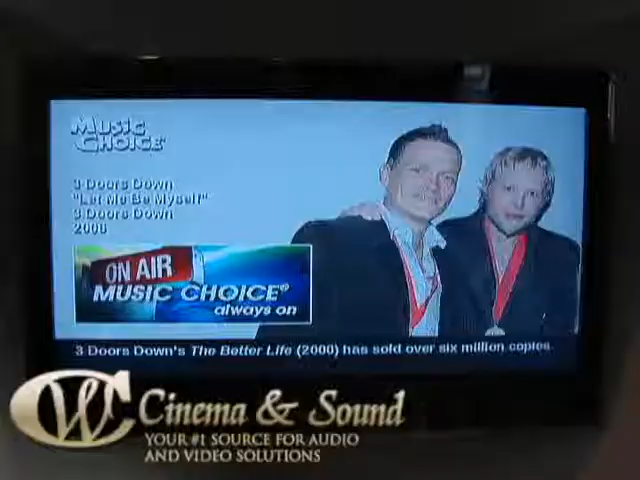 MUSIC CHOICE
3 Doors Down
"Let Me Be Myself"
3 Doors Down
2008
ON AIR
MUSIC CHOICE®
always on
3 Doors Down's The Better Life (2000) has sold over six million copies.
CW Cinema & Sound
YOUR #1 SOURCE FOR AUDIO
AND VIDEO SOLUTIONS